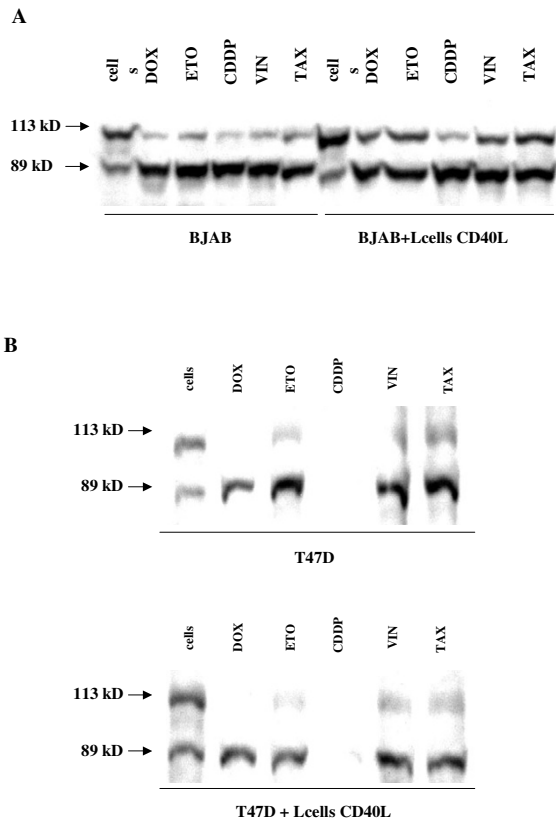 A
cells DOX ETO CDDP VIN TAX cells DOX ETO CDDP VIN TAX
113 kD
89 kD
BJAB BJAB+Lcells CD40L
B
cells DOX ETO CDDP VIN TAX
113 kD
89 kD
T47D
cells DOX ETO CDDP VIN TAX
113 kD
89 kD
T47D + Lcells CD40L